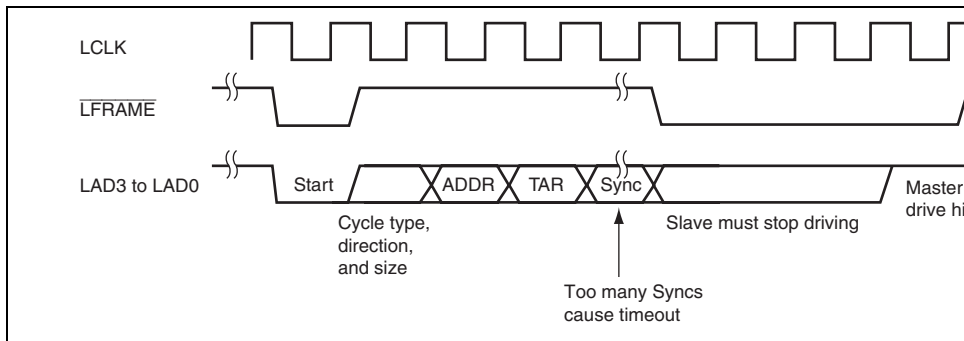 LCLK
LFRAME
LAD3 to LAD0
Start
ADDR
TAR
Sync
Cycle type,
direction,
and size
Slave must stop driving
Master
drive
Too many Syncs
cause timeout